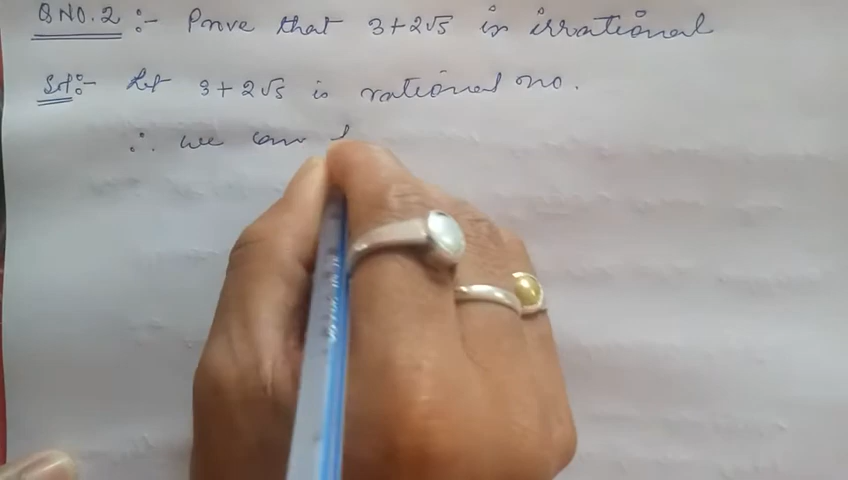 Q NO. 2 :- Prove that 3+2√5 is irrational
Sol:- Let 3+2√5 is rational no.
∴ we can